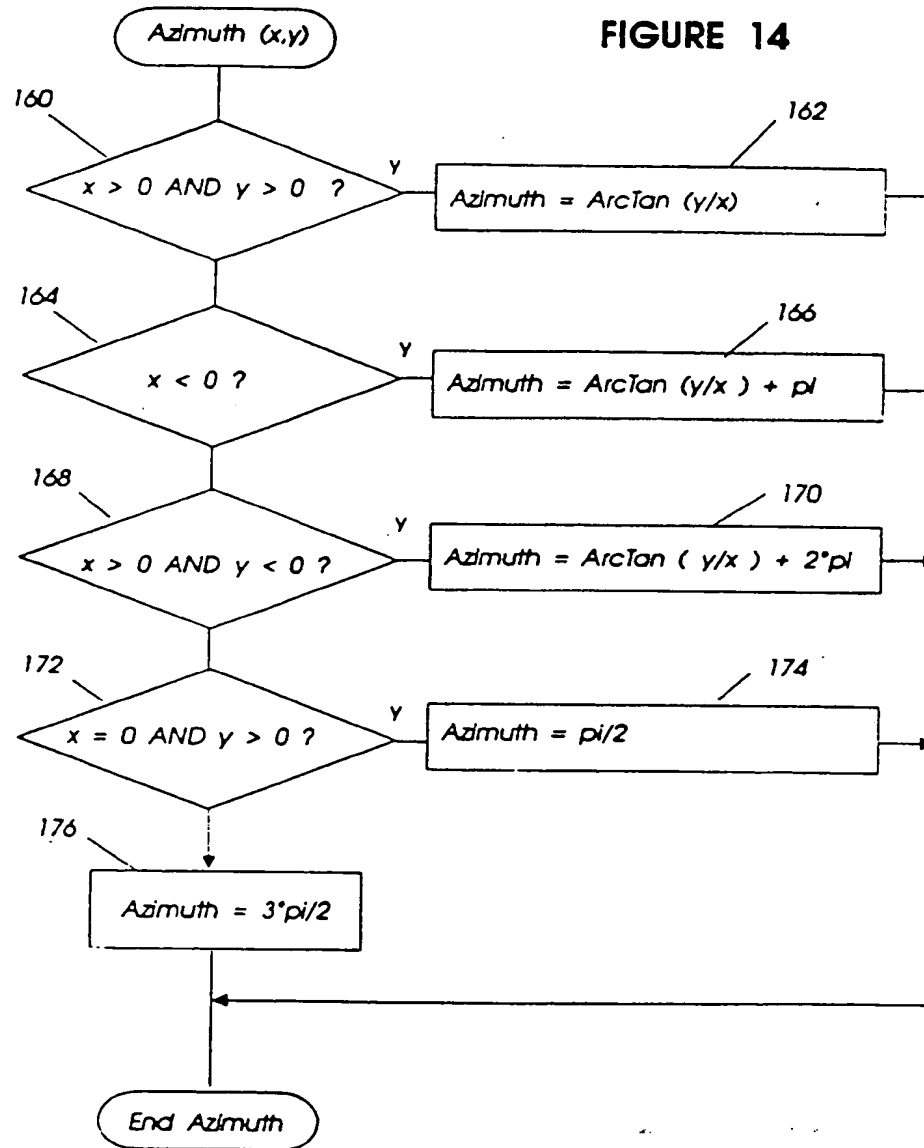 Azimuth (x,y)
FIGURE 14
160
162
x > 0 AND y > 0 ?
Y
Azimuth = ArcTan (y/x)
164
166
x < 0 ?
Y
Azimuth = ArcTan (y/x ) + pi
168
170
x > 0 AND y < 0 ?
Y
Azimuth = ArcTan ( y/x ) + 2*pi
172
174
x = 0 AND y > 0 ?
Y
Azimuth = pi/2
176
Azimuth = 3*pi/2
End Azimuth